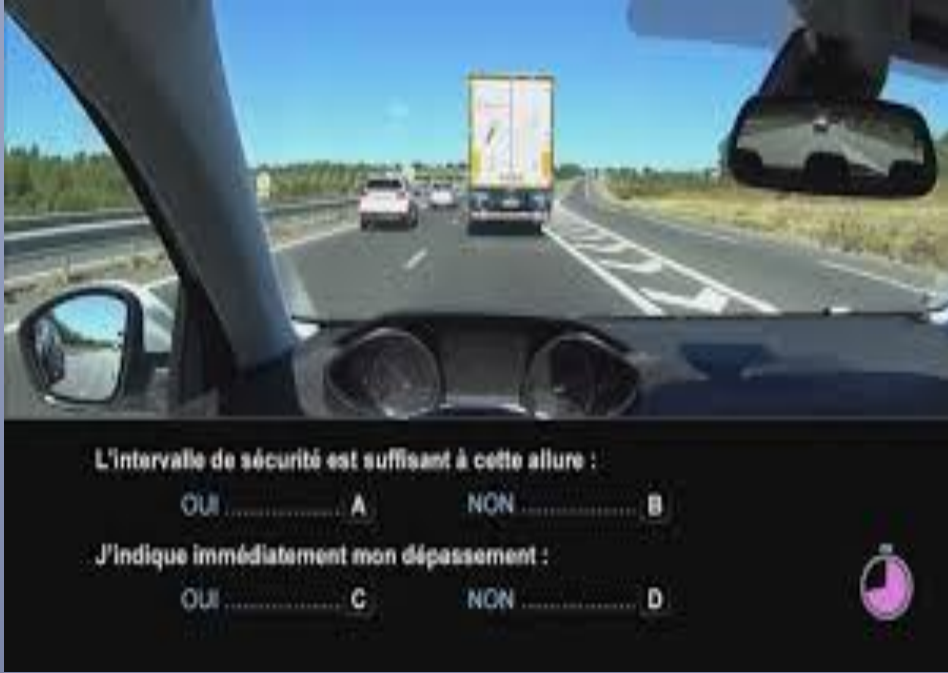 L'intervalle de sécurité est suffisant à cette allure :
OUI .................. A NON .................. B
J'indique immédiatement mon dépassement :
OUI .................. C NON .................. D